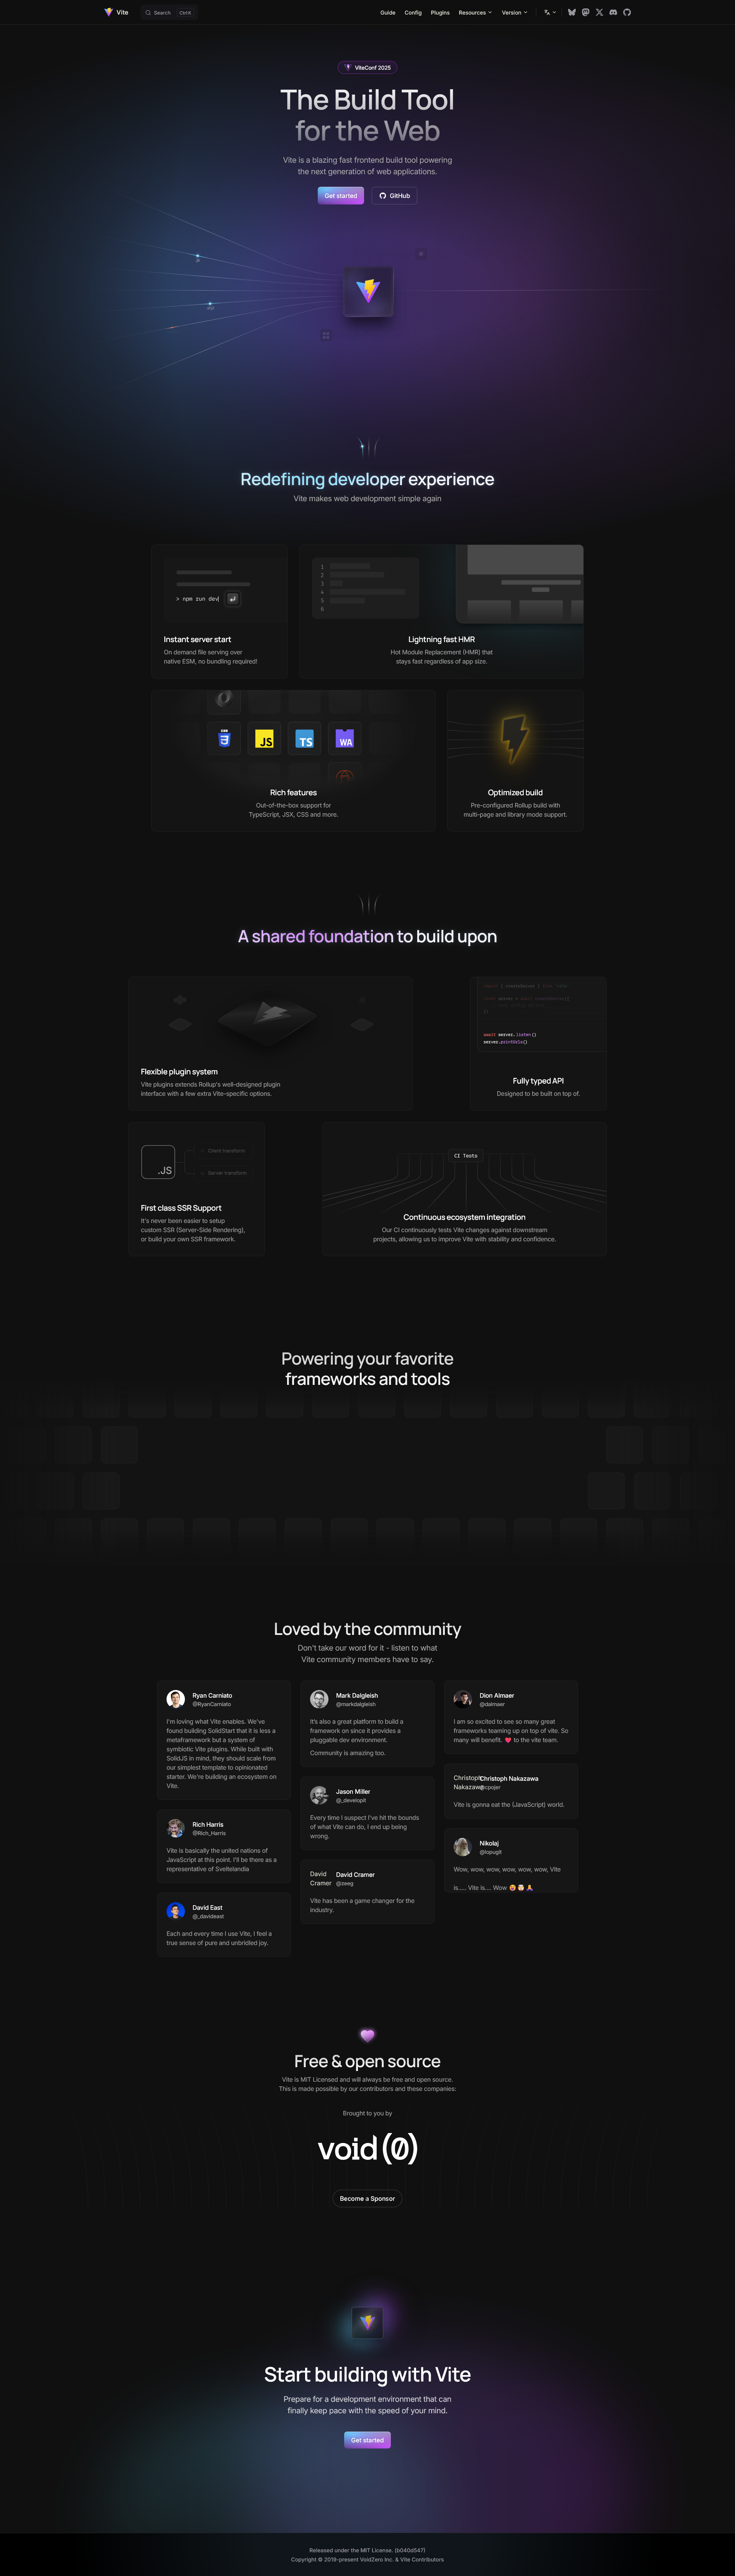 Vite
Search Ctrl K
Guide Config Plugins Resources Version
ViteConf 2025
The Build Tool
for the Web
Vite is a blazing fast frontend build tool powering
the next generation of web applications.
Get started
GitHub
Redefining developer experience
Vite makes web development simple again
> npm run dev
Instant server start
On demand file serving over
native ESM, no bundling required!
1
2
3
4
5
6
Lightning fast HMR
Hot Module Replacement (HMR) that
stays fast regardless of app size.
JS
TS
WA
Rich features
Out-of-the-box support for
TypeScript, JSX, CSS and more.
Optimized build
Pre-configured Rollup build with
multi-page and library mode support.
A shared foundation to build upon
Flexible plugin system
Vite plugins extends Rollup's well-designed plugin
interface with a few extra Vite-specific options.
await server.listen()
server.printUrls()
Fully typed API
Designed to be built on top of.
.JS
Client transform
Server transform
First class SSR Support
It's never been easier to setup
custom SSR (Server-Side Rendering),
or build your own SSR framework.
CI Tests
Continuous ecosystem integration
Our CI continuously tests Vite changes against downstream
projects, allowing us to improve Vite with stability and confidence.
Powering your favorite
frameworks and tools
Loved by the community
Don't take our word for it - listen to what
Vite community members have to say.
Ryan Carniato
@RyanCarniato
I'm loving what Vite enables. We've
found building SolidStart that it is less a
metaframework but a system of
symbiotic Vite plugins. While built with
SolidJS in mind, they should scale from
our simplest template to opinionated
starter. We're building an ecosystem on
Vite.
Rich Harris
@Rich_Harris
Vite is basically the united nations of
JavaScript at this point. I'll be there as a
representative of Sveltelandia
David East
@_davideast
Each and every time I use Vite, I feel a
true sense of pure and unbridled joy.
Mark Dalgleish
@markdalgleish
It's also a great platform to build a
framework on since it provides a
pluggable dev environment.
Community is amazing too.
Jason Miller
@_developit
Every time I suspect I've hit the bounds
of what Vite can do, I end up being
wrong.
David
Cramer
David Cramer
@zeeg
Vite has been a game changer for the
industry.
Dion Almaer
@dalmaer
I am so excited to see so many great
frameworks teaming up on top of vite. So
many will benefit. ❤️ to the vite team.
Christoph
Nakazawa
Christoph Nakazawa
@cpojer
Vite is gonna eat the (JavaScript) world.
Nikolaj
@lopugit
Wow, wow, wow, wow, wow, wow, Vite
is..... Vite is.... Wow
Free & open source
Vite is MIT Licensed and will always be free and open source.
This is made possible by our contributors and these companies:
Brought to you by
void(0)
Become a Sponsor
Start building with Vite
Prepare for a development environment that can
finally keep pace with the speed of your mind.
Get started
Released under the MIT License. (b040d547)
Copyright © 2019-present VoidZero Inc. & Vite Contributors